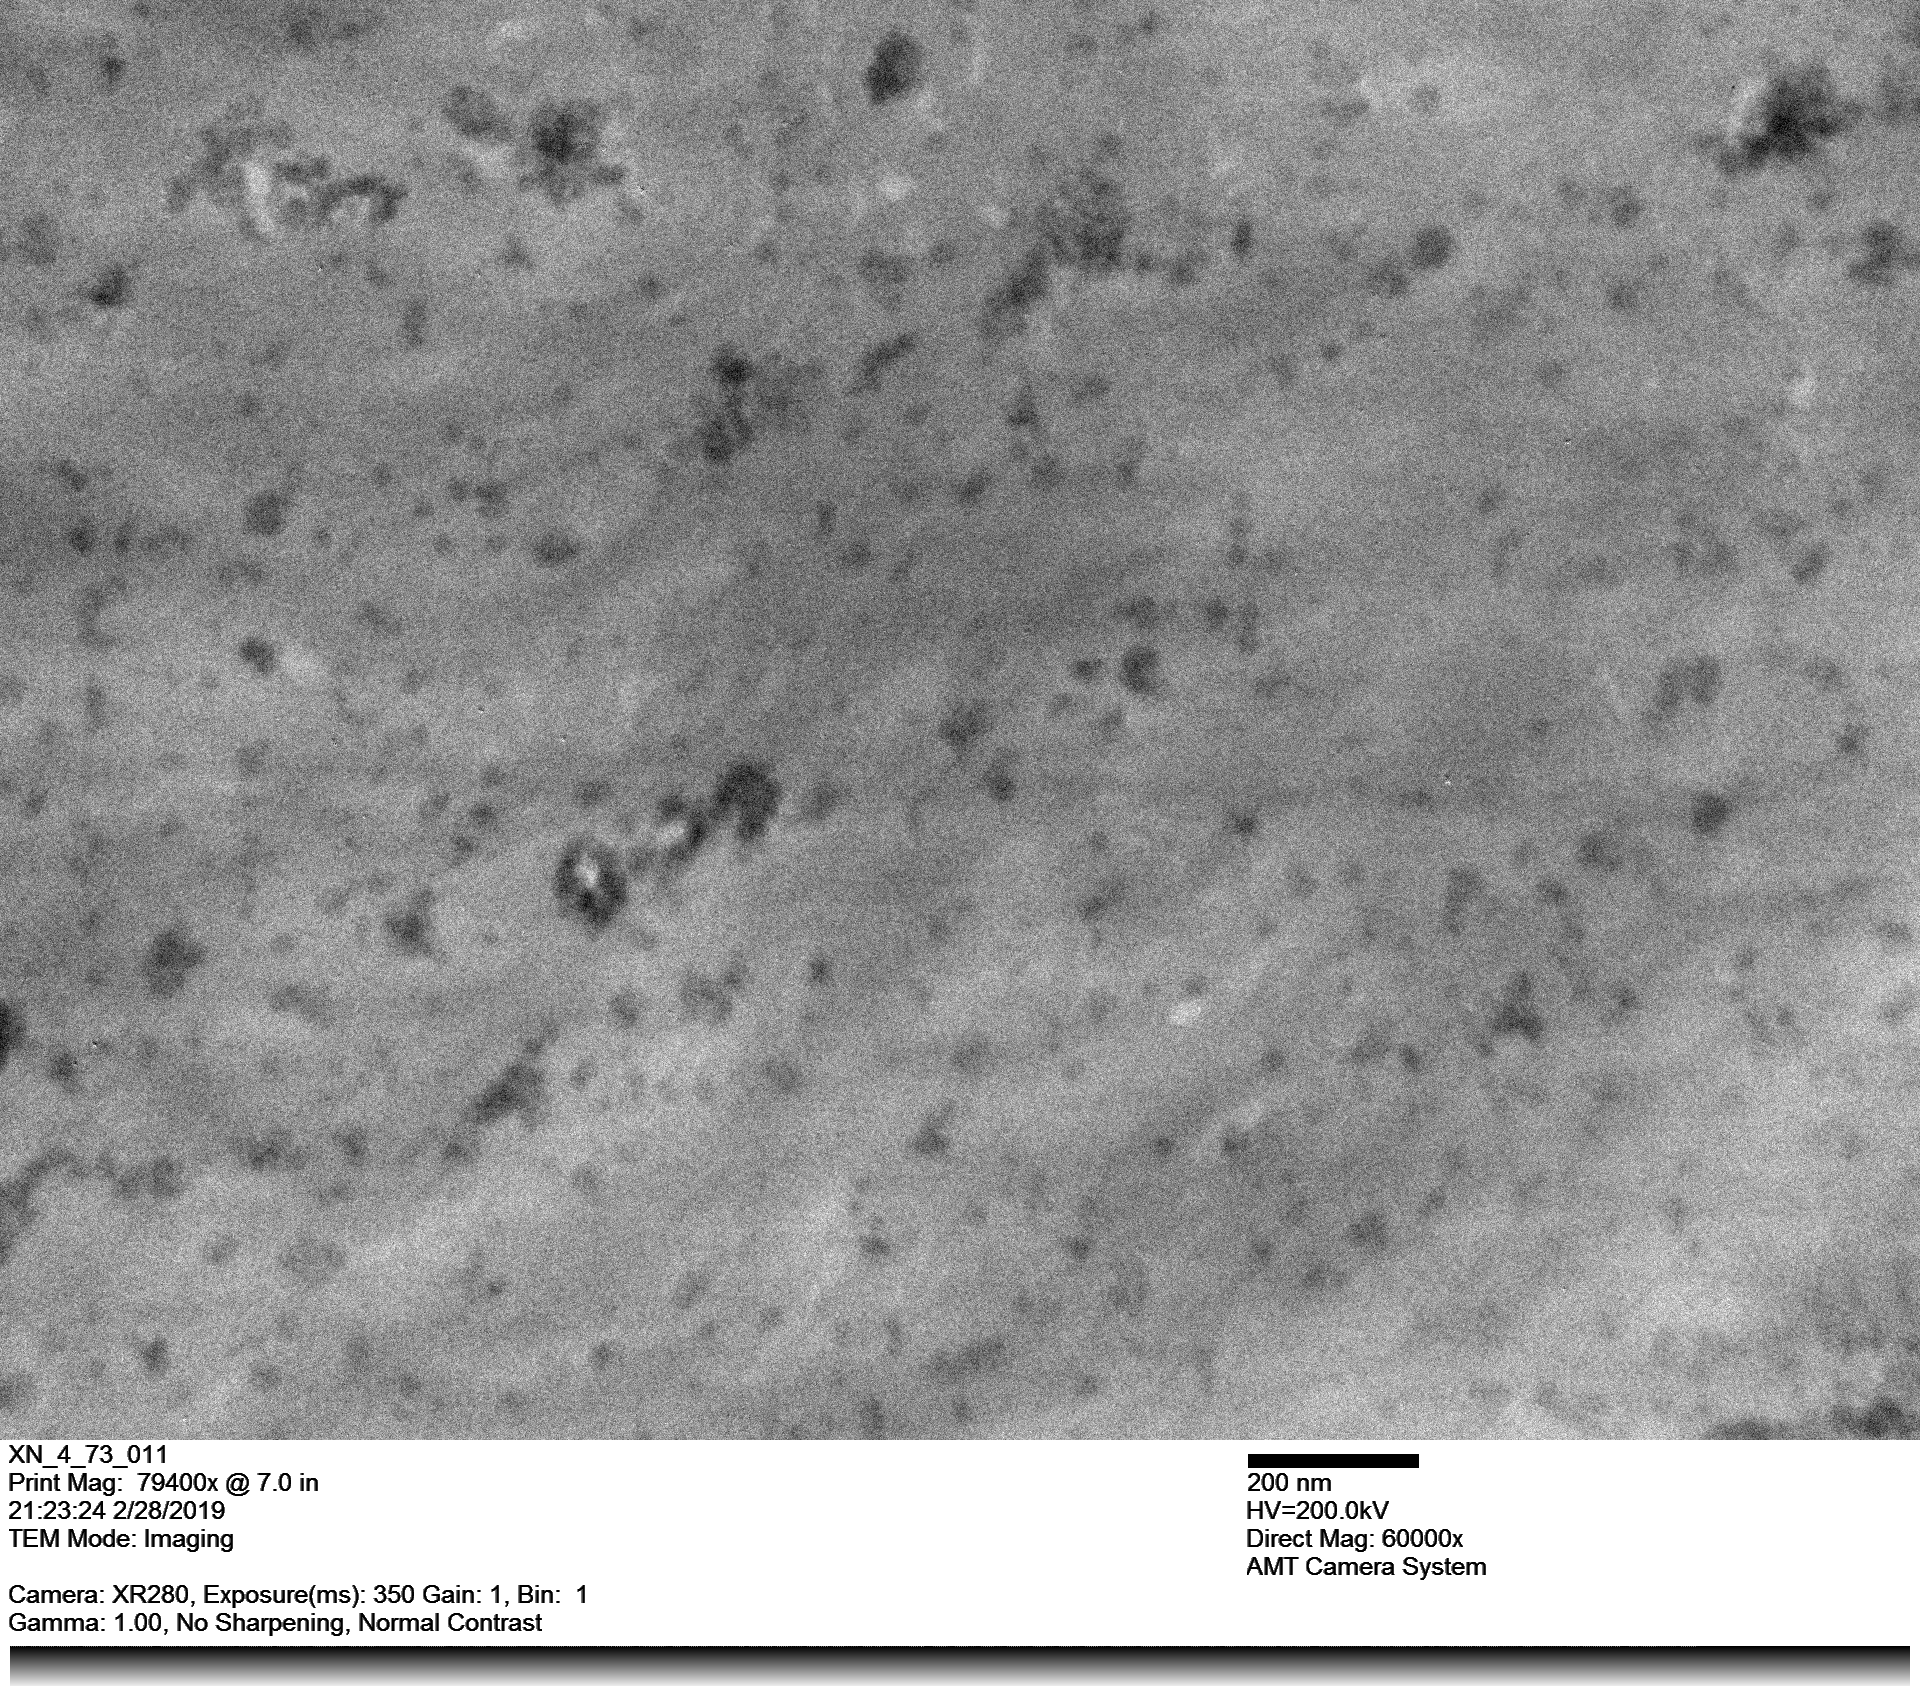 XN_4_73_011
Print Mag:  79400x @ 7.0 in
21:23:24 2/28/2019
TEM Mode: Imaging
Camera: XR280, Exposure(ms): 350 Gain: 1, Bin:  1
Gamma: 1.00, No Sharpening, Normal Contrast
200 nm
HV=200.0kV
Direct Mag: 60000x
AMT Camera System